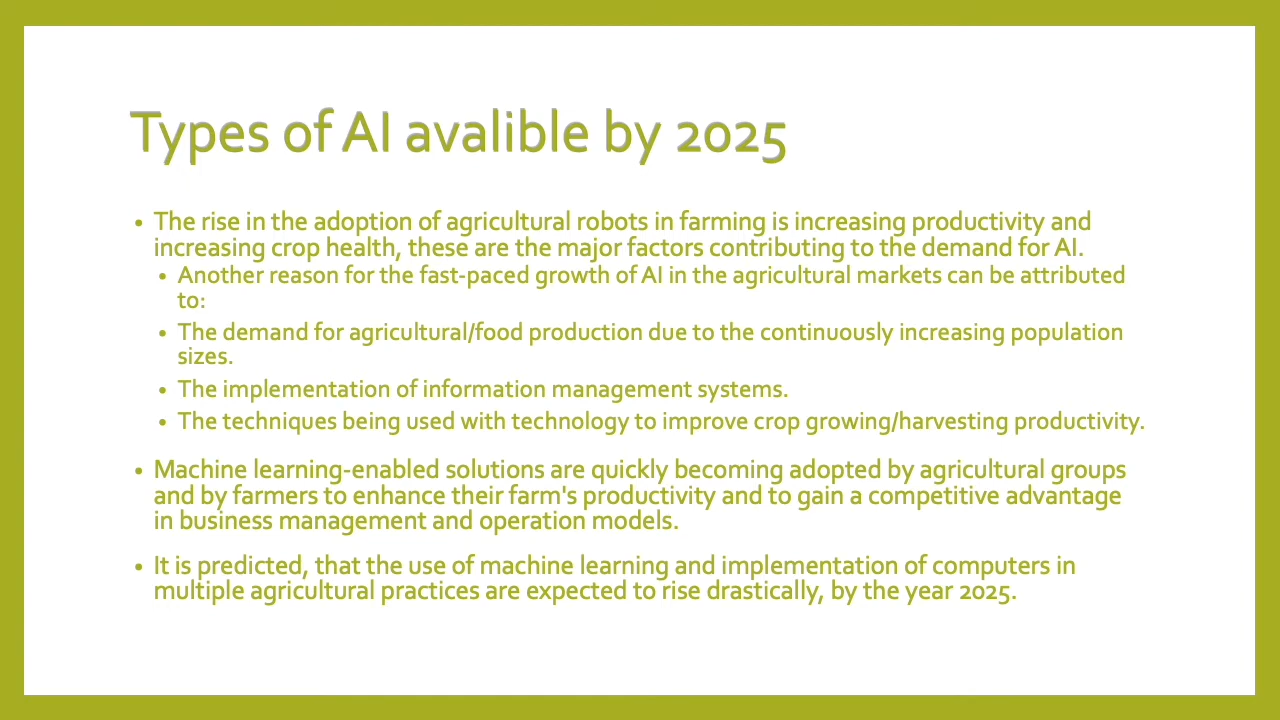 Types of AI avalible by 2025
• The rise in the adoption of agricultural robots in farming is increasing productivity and
increasing crop health, these are the major factors contributing to the demand for AI.
• Another reason for the fast-paced growth of AI in the agricultural markets can be attributed
to:
• The demand for agricultural/food production due to the continuously increasing population
sizes.
• The implementation of information management systems.
• The techniques being used with technology to improve crop growing/harvesting productivity.
• Machine learning-enabled solutions are quickly becoming adopted by agricultural groups
and by farmers to enhance their farm's productivity and to gain a competitive advantage
in business management and operation models.
• It is predicted, that the use of machine learning and implementation of computers in
multiple agricultural practices are expected to rise drastically, by the year 2025.